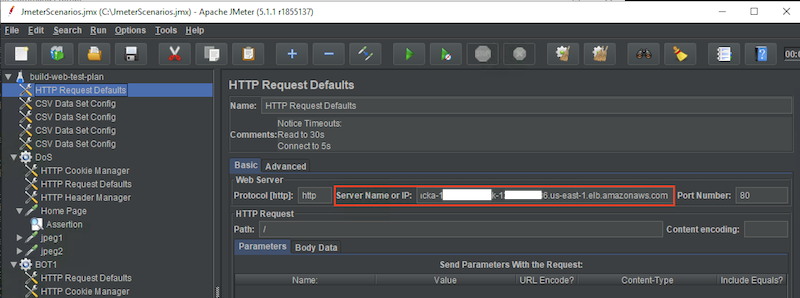 JmeterScenarios.jmx (C:\JmeterScenarios.jmx) - Apache JMeter (5.1.1 r1855137)
File Edit Search Run Options Tools Help
build-web-test-plan
HTTP Request Defaults
CSV Data Set Config
CSV Data Set Config
CSV Data Set Config
CSV Data Set Config
DoS
HTTP Cookie Manager
HTTP Request Defaults
HTTP Header Manager
Home Page
Assertion
jpeg1
jpeg2
BOT1
HTTP Request Defaults
HTTP Cookie Manager
HTTP Request Defaults
Name: HTTP Request Defaults
Notice Timeouts:
Comments: Read to 30s
Connect to 5s
Basic Advanced
Web Server
Protocol [http]: http Server Name or IP: cka-1 k-1 6.us-east-1.elb.amazonaws.com Port Number: 80
HTTP Request
Path: / Content encoding:
Parameters Body Data
Send Parameters With the Request:
Name: Value URL Encode? Content-Type Include Equals?